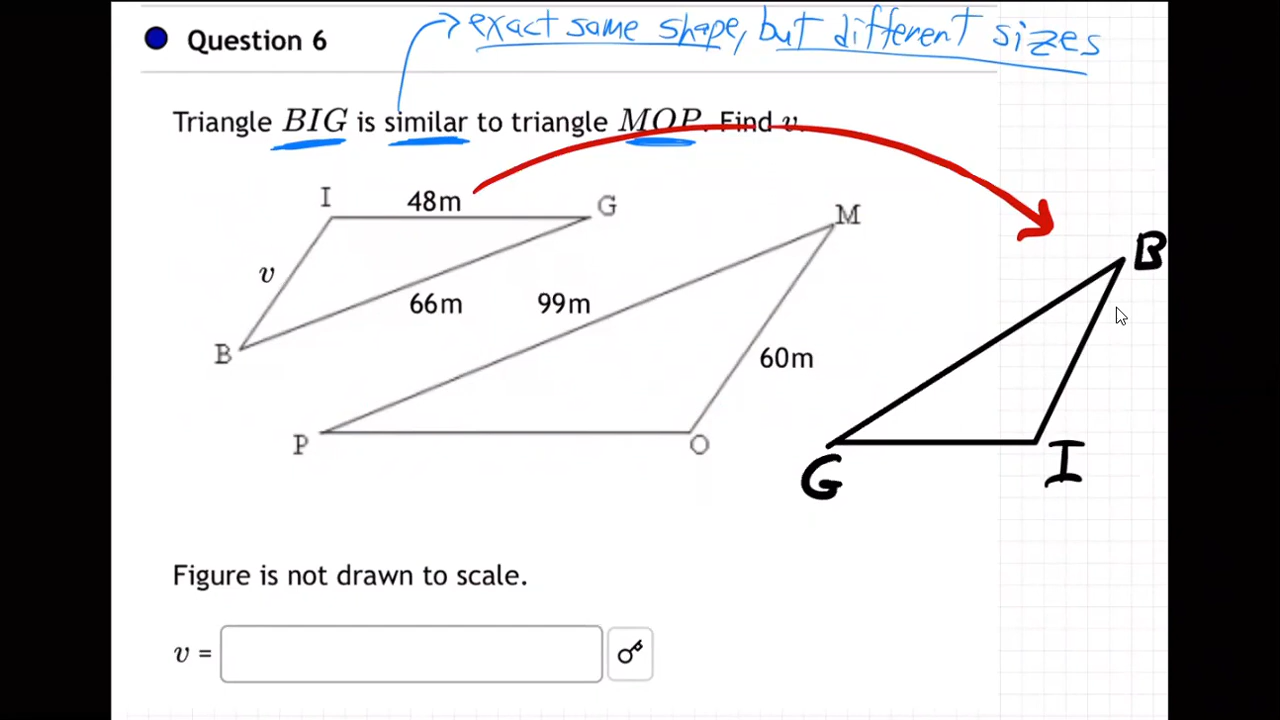 exact same shape, but different sizes
Question 6
Triangle BIG is similar to triangle MOP. Find v.
I
48m
G
M
v
B
66m
99m
60m
P
O
B
G
I
Figure is not drawn to scale.
v =